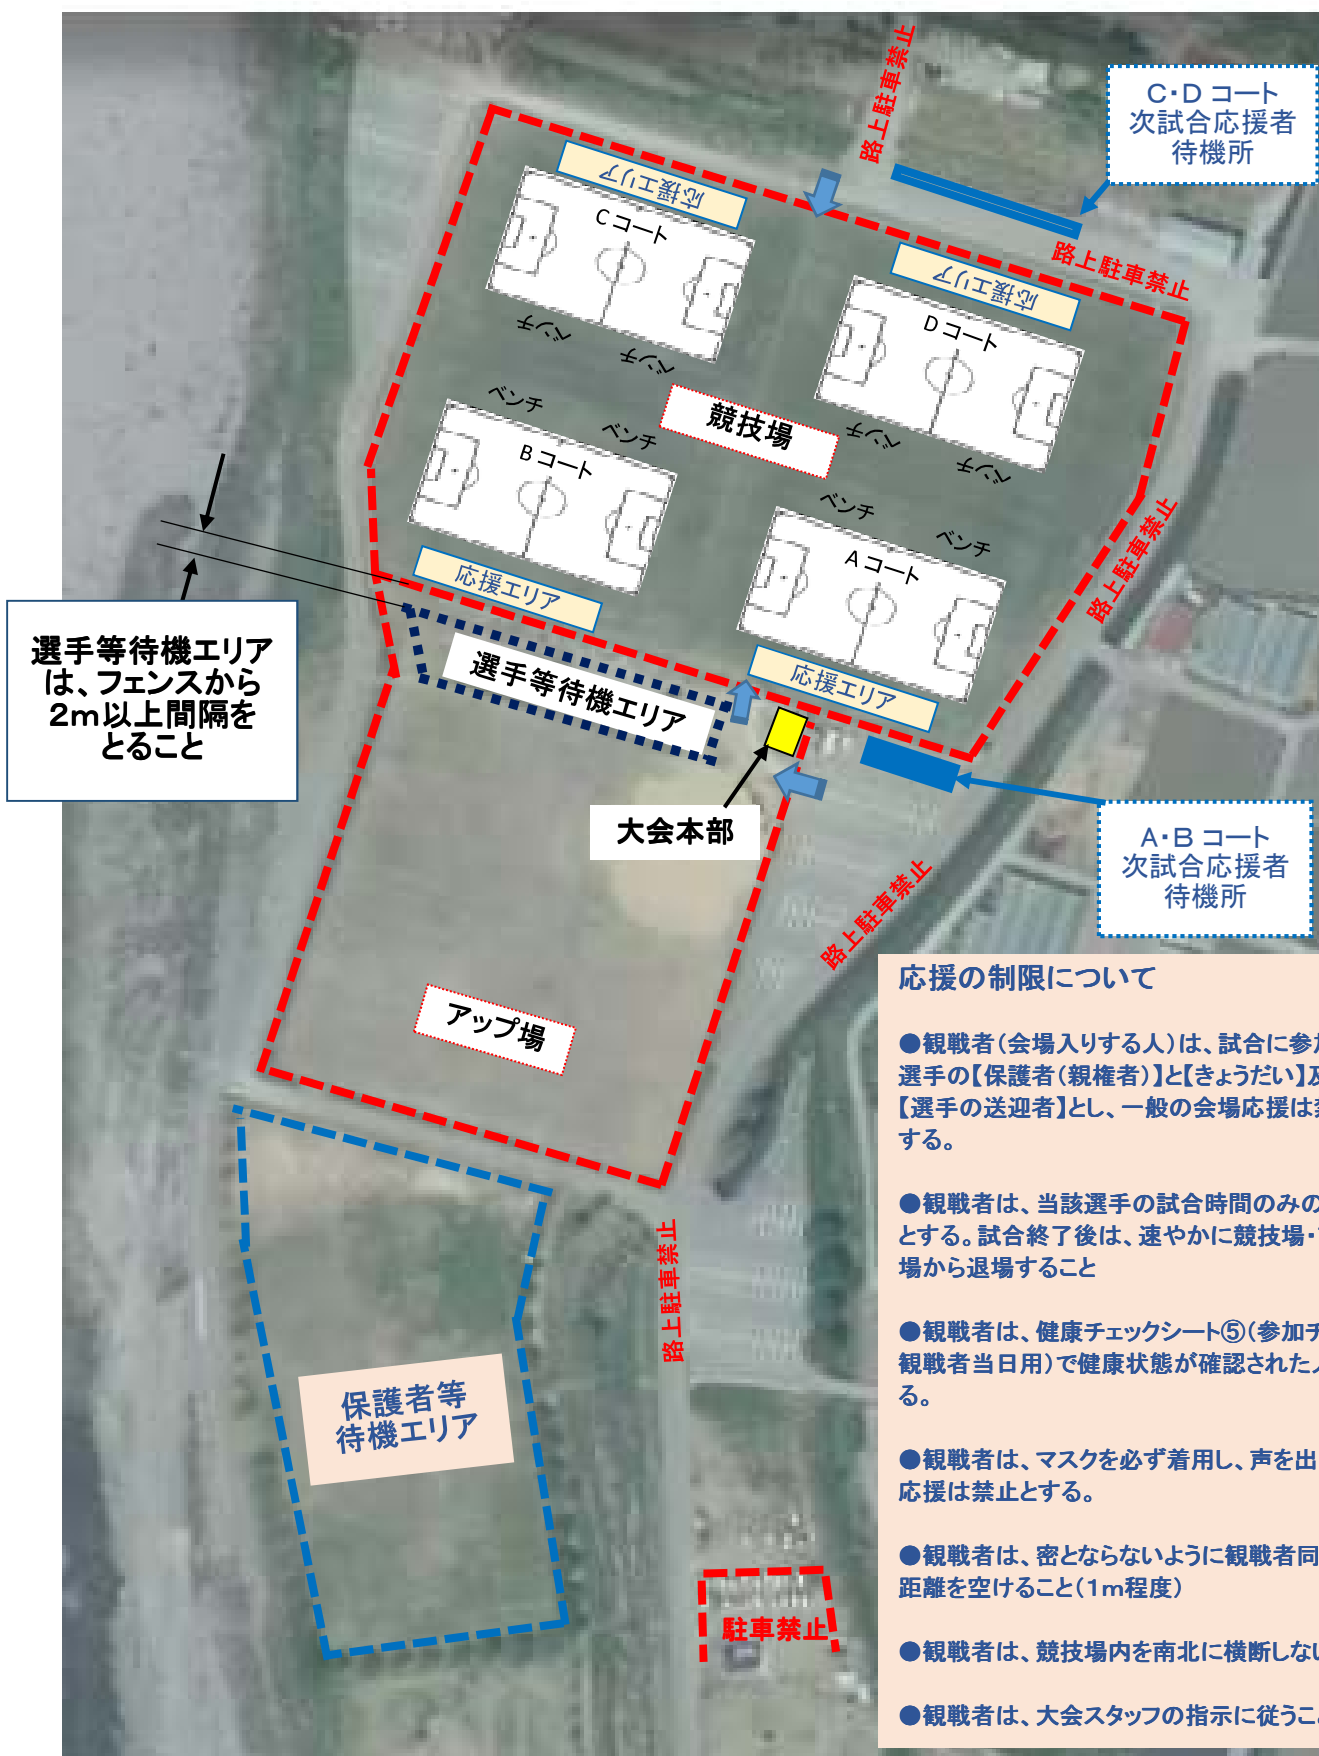 路上駐車禁止
C・D コート
次試合応援者
待機所
応援エリア
C コート
路上駐車禁止
応援エリア
D コート
ベンチ
ベンチ
ベンチ
ベンチ
競技場
ベンチ
ベンチ
B コート
ベンチ
ベンチ
A コート
路上駐車禁止
応援エリア
選手等待機エリア
は、フェンスから
2m以上間隔を
とること
選手等待機エリア
応援エリア
大会本部
A・B コート
次試合応援者
待機所
路上駐車禁止
アップ場
応援の制限について
●観戦者(会場入りする人)は、試合に参
選手の【保護者(親権者)】と【きょうだい】
【選手の送迎者】とし、一般の会場応援は
する。
●観戦者は、当該選手の試合時間のみの
とする。試合終了後は、速やかに競技場・
場から退場すること
●観戦者は、健康チェックシート⑤(参加チ
観戦者当日用)で健康状態が確認された
る。
●観戦者は、マスクを必ず着用し、声を出
応援は禁止とする。
●観戦者は、密とならないように観戦者同
距離を空けること(1m程度)
●観戦者は、競技場内を南北に横断しな
●観戦者は、大会スタッフの指示に従うこ
路上駐車禁止
保護者等
待機エリア
駐車禁止